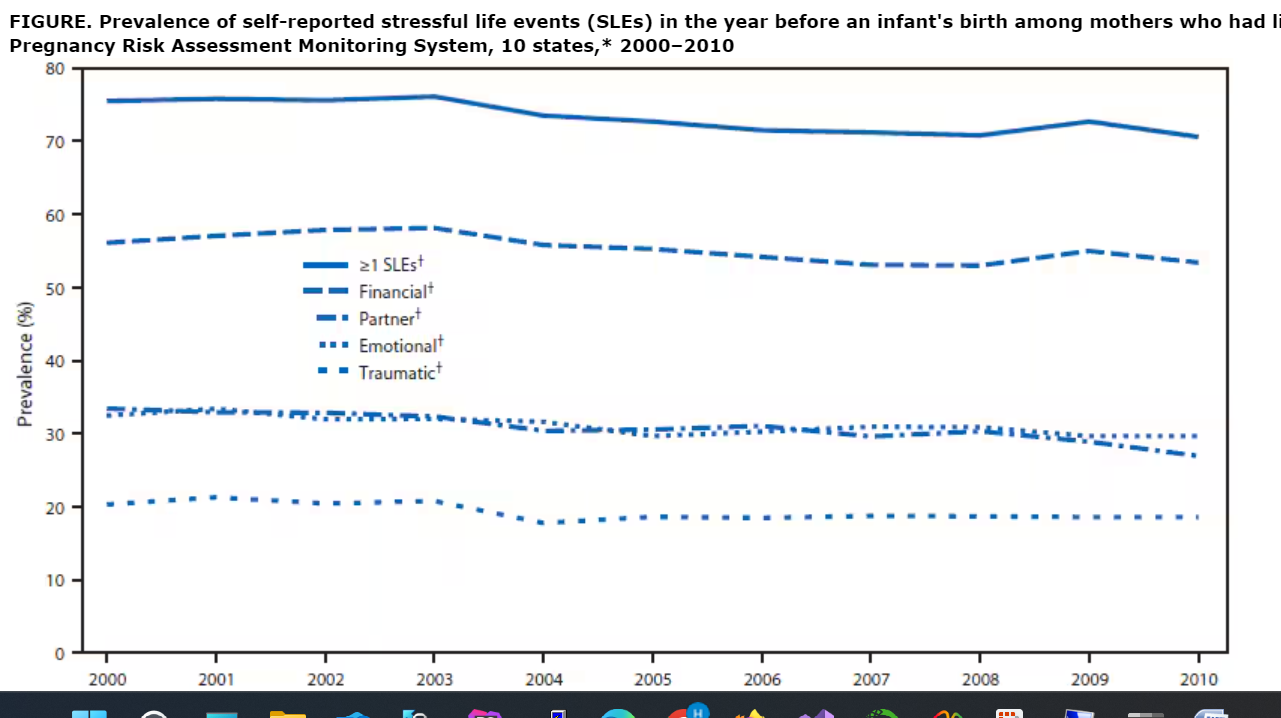 FIGURE. Prevalence of self-reported stressful life events (SLEs) in the year before an infant's birth among mothers who had li
Pregnancy Risk Assessment Monitoring System, 10 states,* 2000–2010
80
70
60
50
40
30
20
10
0
Prevalence (%)
≥1 SLEs†
Financial†
Partner†
Emotional†
Traumatic†
2000 2001 2002 2003 2004 2005 2006 2007 2008 2009 2010
H